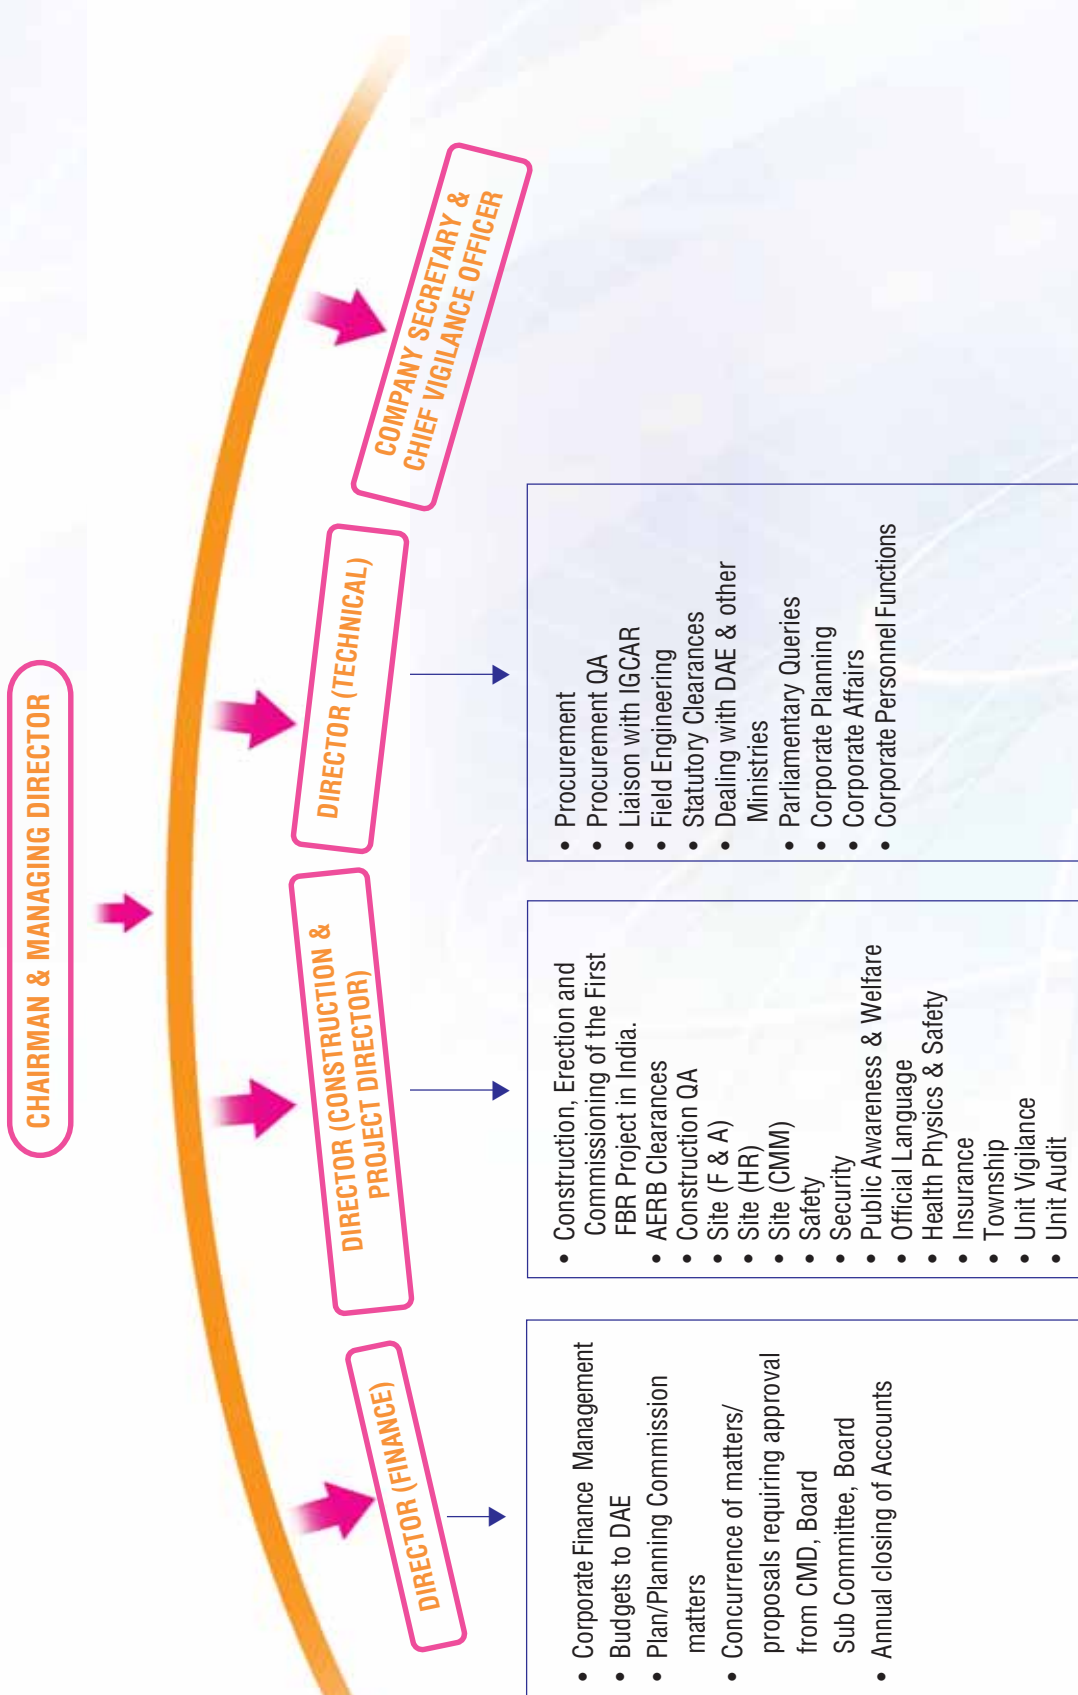 CHAIRMAN & MANAGING DIRECTOR
DIRECTOR (FINANCE)
DIRECTOR (CONSTRUCTION &
PROJECT DIRECTOR)
DIRECTOR (TECHNICAL)
COMPANY SECRETARY &
CHIEF VIGILANCE OFFICER
• Corporate Finance Management
• Budgets to DAE
• Plan/Planning Commission
matters
• Concurrence of matters/
proposals requiring approval
from CMD, Board
Sub Committee, Board
• Annual closing of Accounts
• Construction, Erection and
Commissioning of the First
FBR Project in India.
• AERB Clearances
• Construction QA
• Site (F & A)
• Site (HR)
• Site (CMM)
• Safety
• Security
• Public Awareness & Welfare
• Official Language
• Health Physics & Safety
• Insurance
• Township
• Unit Vigilance
• Unit Audit
• Procurement
• Procurement QA
• Liaison with IGCAR
• Field Engineering
• Statutory Clearances
• Dealing with DAE & other
Ministries
• Parliamentary Queries
• Corporate Planning
• Corporate Affairs
• Corporate Personnel Functions